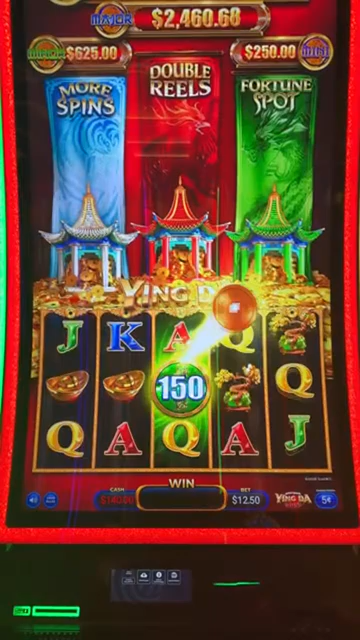 MAJOR $2,460.68
$625.00 $250.00 MINI
MORE SPINS
DOUBLE REELS
FORTUNE SPOT
YING DA
J K A Q
150 Q
Q A Q A J
WIN
CASH $140.00 BET $12.50 YING DA 5¢